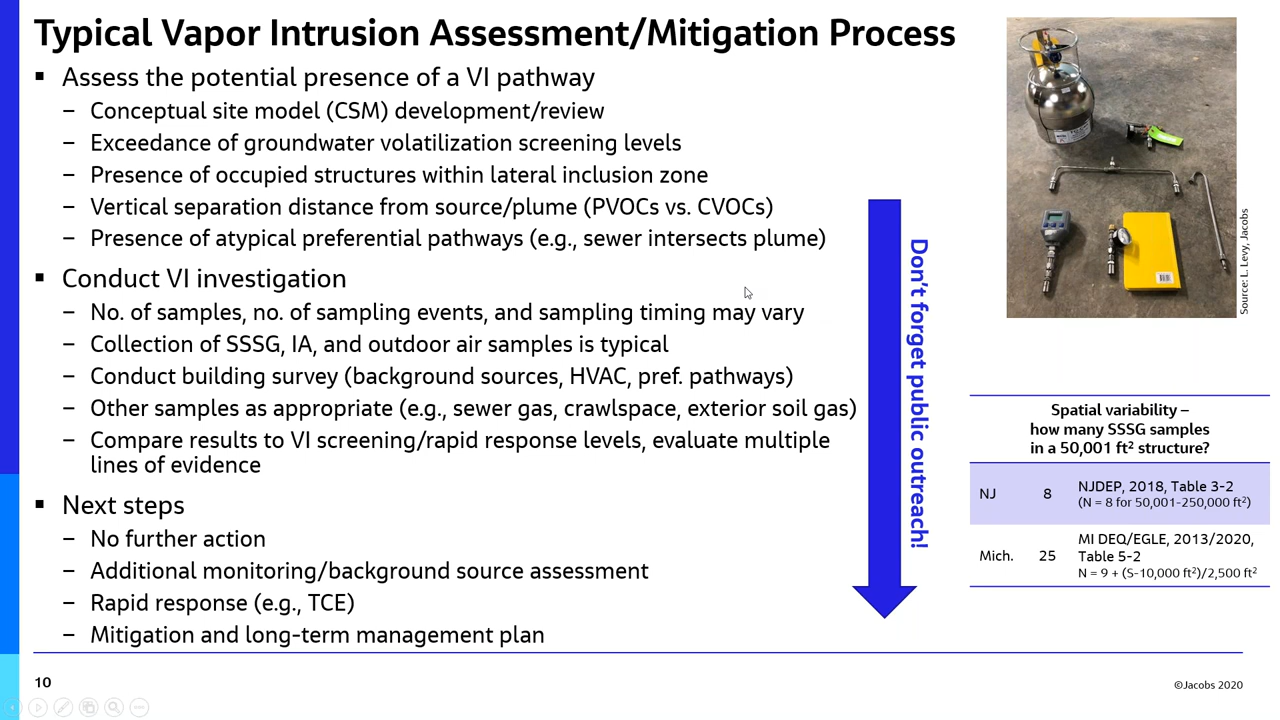 Typical Vapor Intrusion Assessment/Mitigation Process
▪ Assess the potential presence of a VI pathway
– Conceptual site model (CSM) development/review
– Exceedance of groundwater volatilization screening levels
– Presence of occupied structures within lateral inclusion zone
– Vertical separation distance from source/plume (PVOCs vs. CVOCs)
– Presence of atypical preferential pathways (e.g., sewer intersects plume)
▪ Conduct VI investigation
– No. of samples, no. of sampling events, and sampling timing may vary
– Collection of SSSG, IA, and outdoor air samples is typical
– Conduct building survey (background sources, HVAC, pref. pathways)
– Other samples as appropriate (e.g., sewer gas, crawlspace, exterior soil gas)
– Compare results to VI screening/rapid response levels, evaluate multiple
lines of evidence
▪ Next steps
– No further action
– Additional monitoring/background source assessment
– Rapid response (e.g., TCE)
– Mitigation and long-term management plan
Don't forget public outreach!
Source: L. Levy, Jacobs
Spatial variability –
how many SSSG samples
in a 50,001 ft² structure?
NJ 8 NJDEP, 2018, Table 3-2
(N = 8 for 50,001-250,000 ft²)
Mich. 25 MI DEQ/EGLE, 2013/2020,
Table 5-2
N = 9 + (S-10,000 ft²)/2,500 ft²
10
©Jacobs 2020